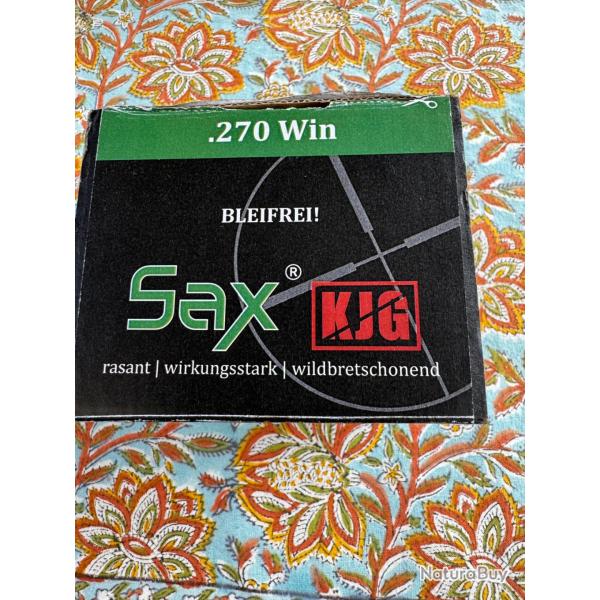 .270 Win
BLEIFREI!
Sax® KJG
rasant | wirkungsstark | wildbretschonend
NaturaBuy